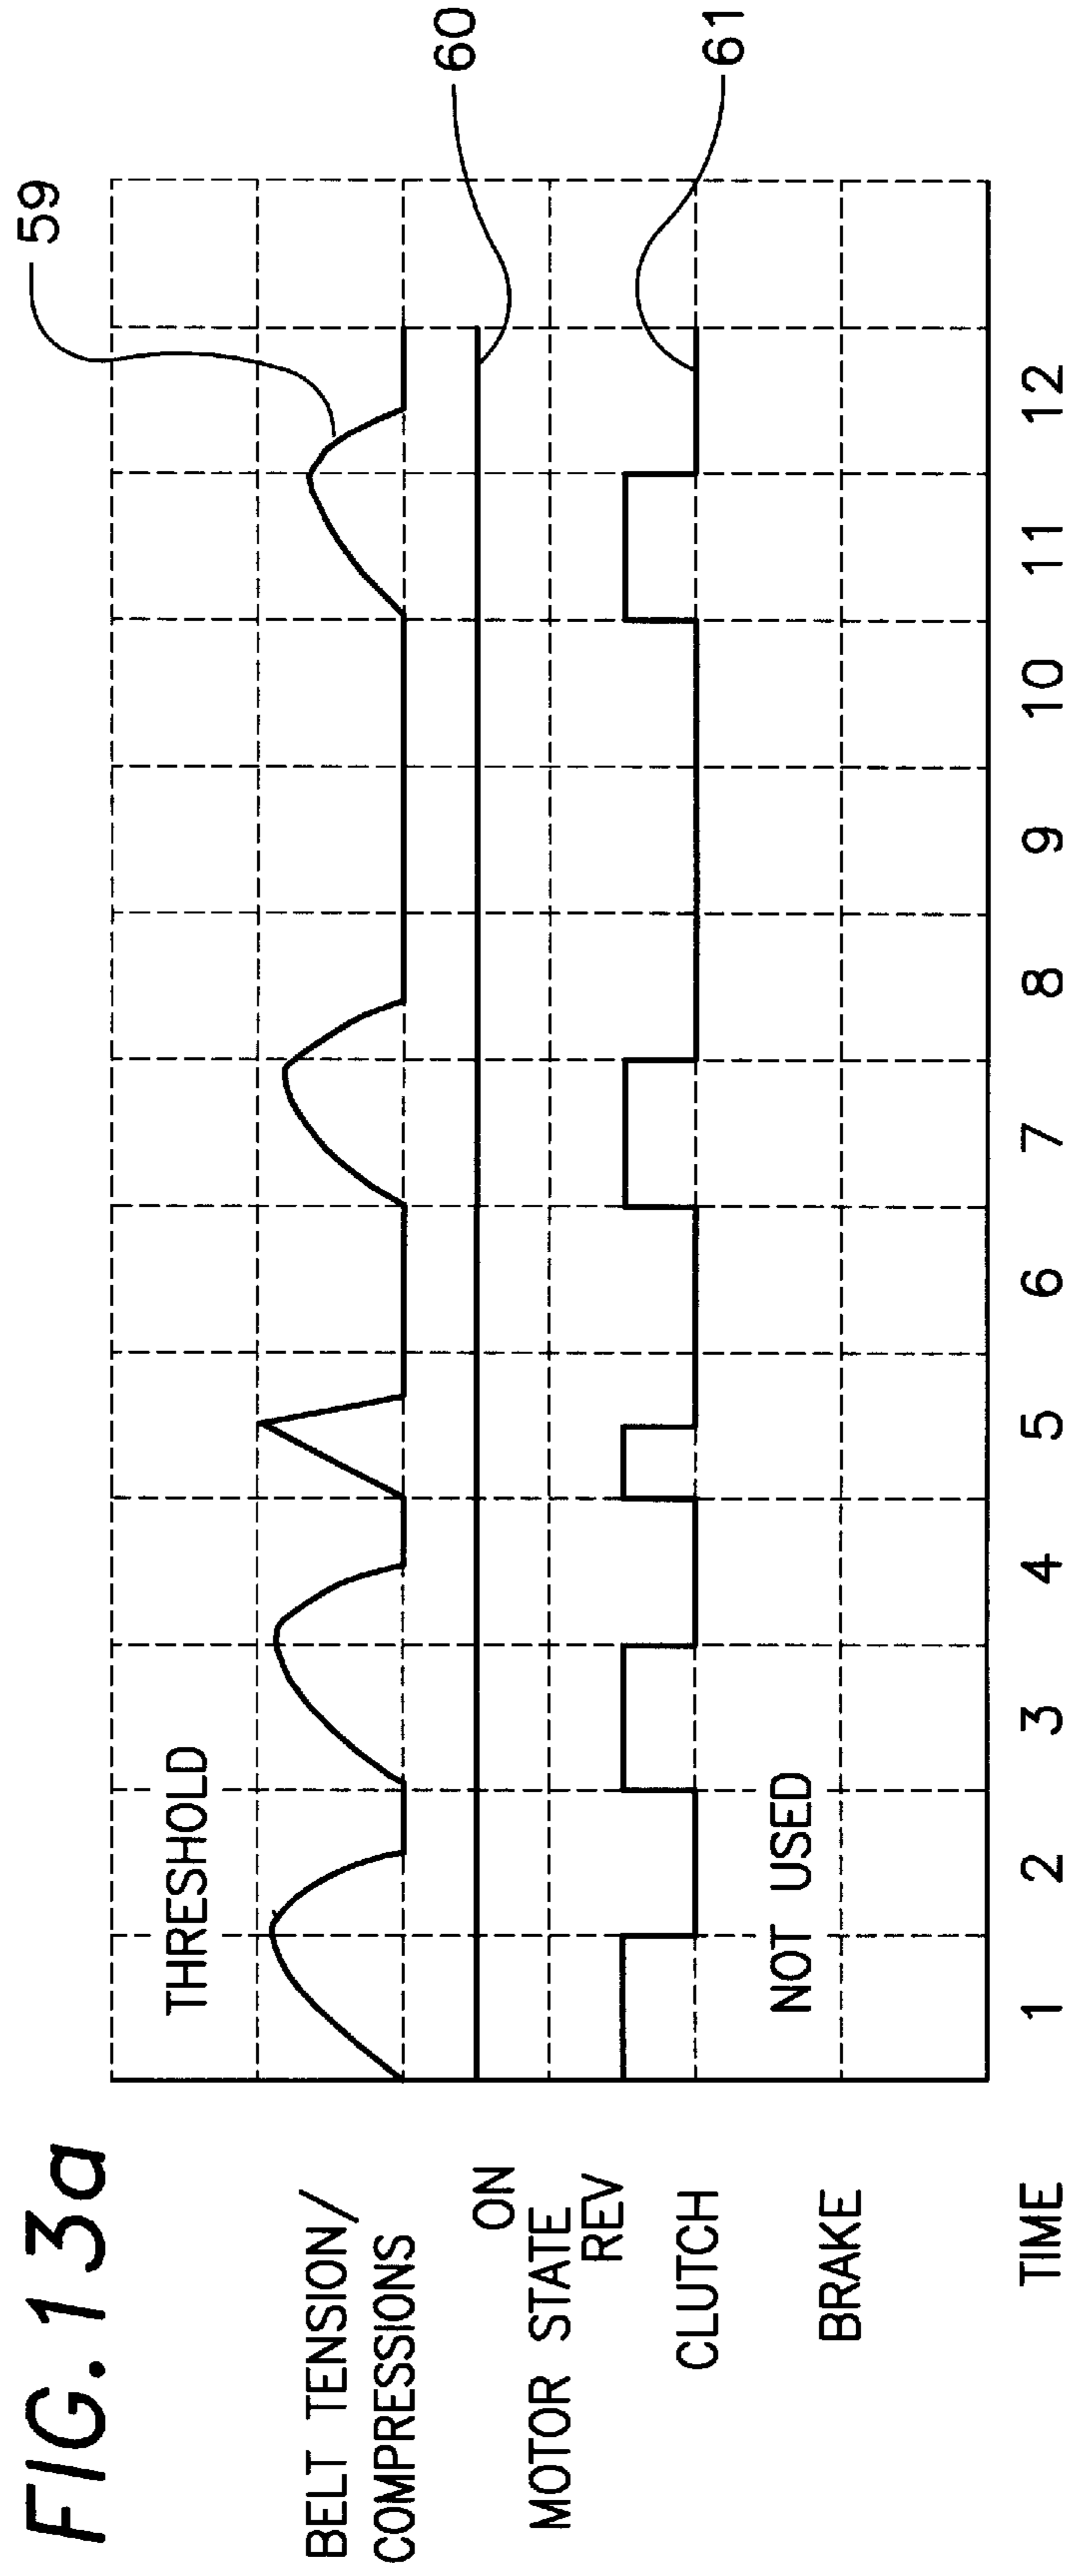 FIG. 13a
59
60
61
THRESHOLD
BELT TENSION/
COMPRESSIONS
ON
MOTOR STATE
REV
CLUTCH
NOT USED
BRAKE
TIME
1 2 3 4 5 6 7 8 9 10 11 12